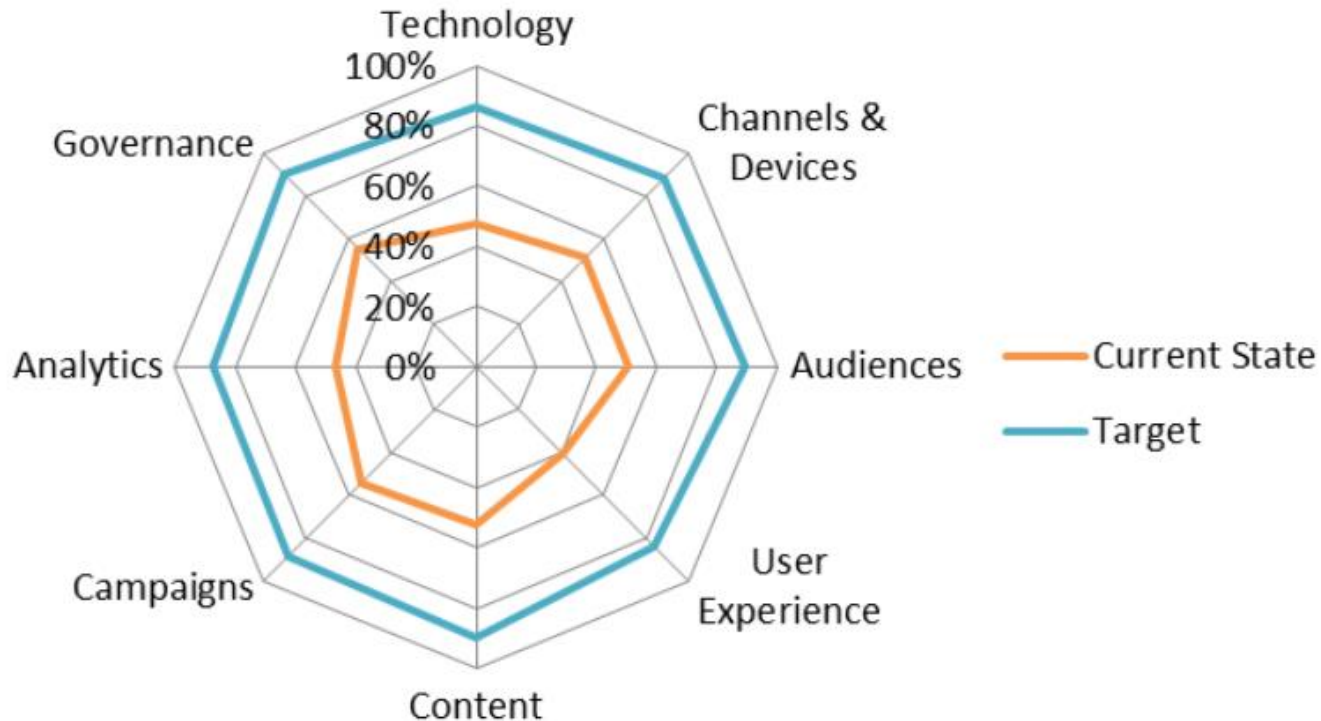 Technology
100%
Channels &
Devices
80%
Governance
60%
40%
20%
Analytics
0%
Audiences
Current State
Target
User
Experience
Campaigns
Content